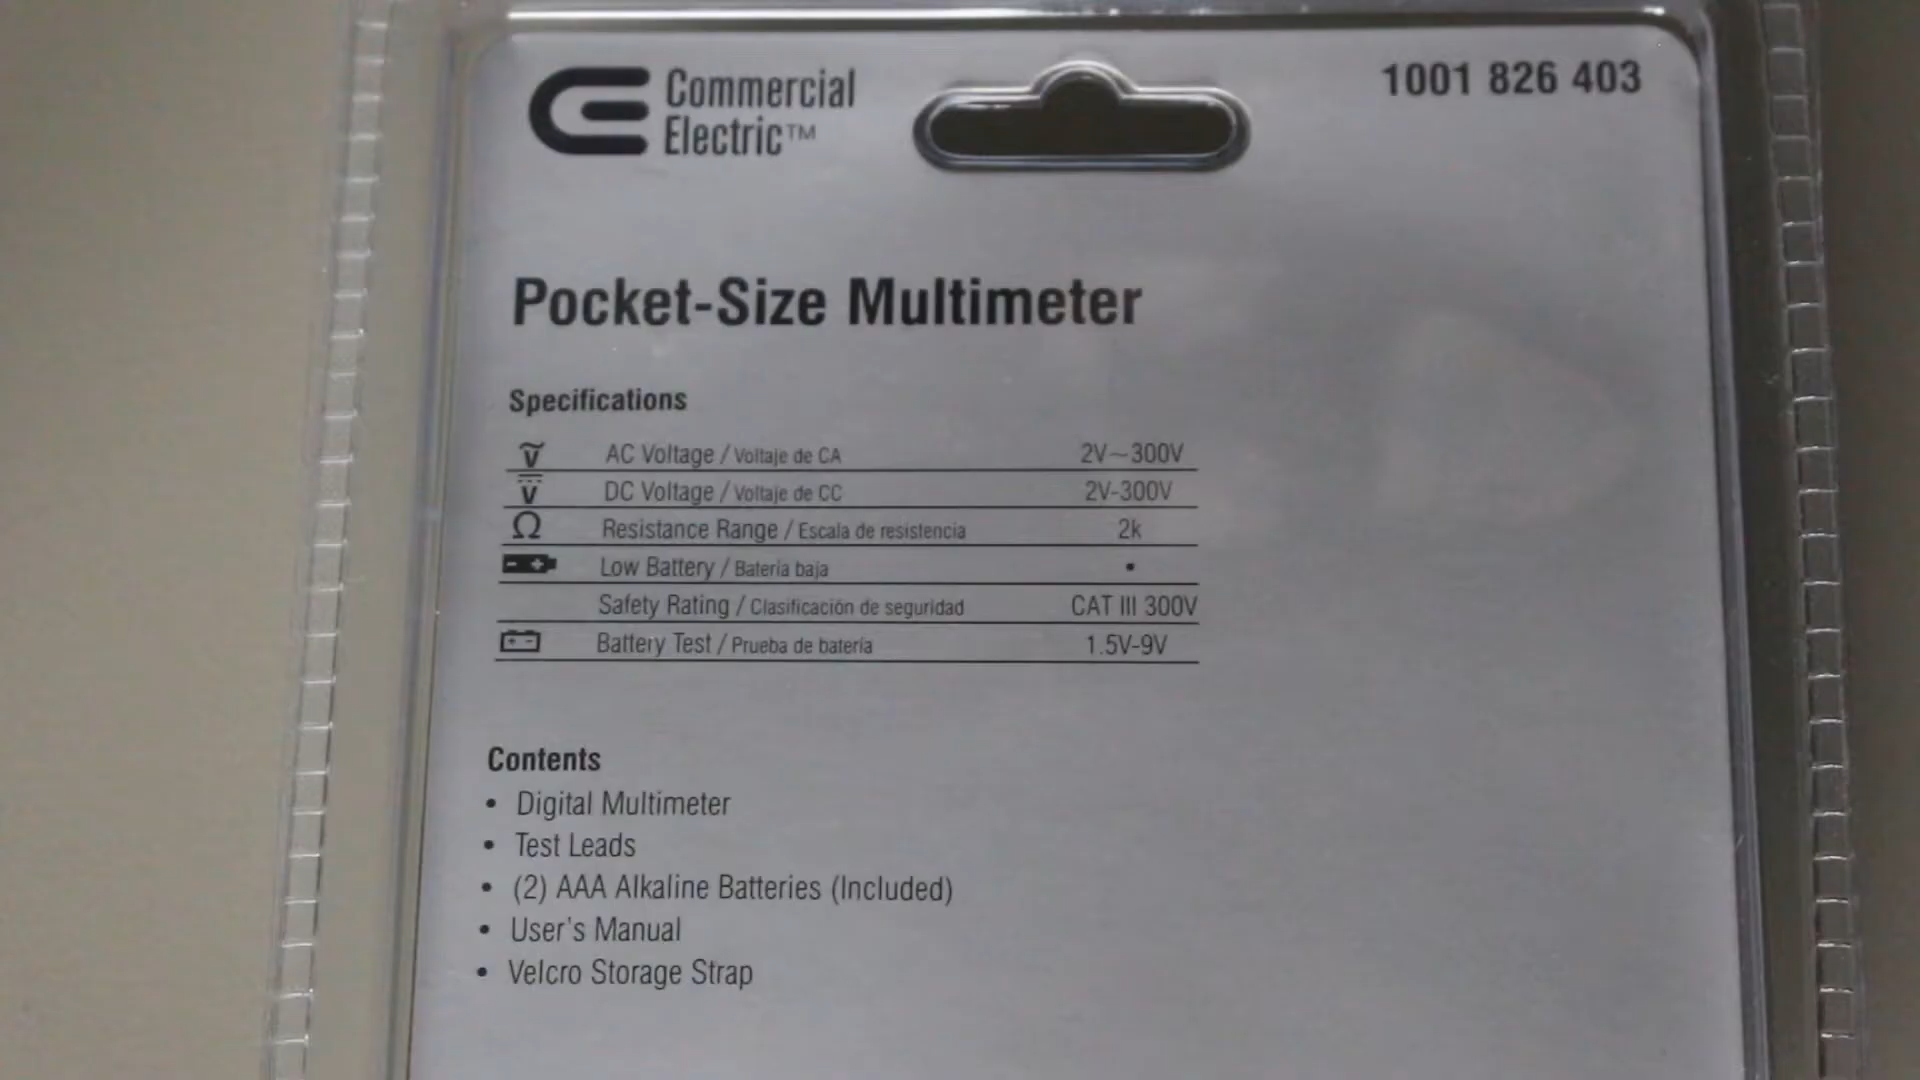 Commercial
Electric™
1001 826 403
Pocket-Size Multimeter
Specifications
AC Voltage / Voltaje de CA 2V~300V
DC Voltage / Voltaje de CC 2V-300V
Ω Resistance Range / Escala de resistencia 2k
Low Battery / Batería baja •
Safety Rating / Clasificación de seguridad CAT III 300V
Battery Test / Prueba de batería 1.5V-9V
Contents
• Digital Multimeter
• Test Leads
• (2) AAA Alkaline Batteries (Included)
• User's Manual
• Velcro Storage Strap